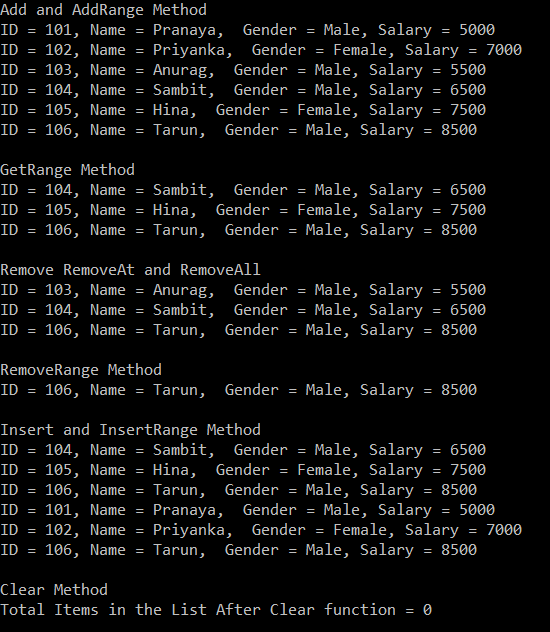 Add and AddRange Method
ID = 101, Name = Pranaya,  Gender = Male, Salary = 5000
ID = 102, Name = Priyanka,  Gender = Female, Salary = 7000
ID = 103, Name = Anurag,  Gender = Male, Salary = 5500
ID = 104, Name = Sambit,  Gender = Male, Salary = 6500
ID = 105, Name = Hina,  Gender = Female, Salary = 7500
ID = 106, Name = Tarun,  Gender = Male, Salary = 8500

GetRange Method
ID = 104, Name = Sambit,  Gender = Male, Salary = 6500
ID = 105, Name = Hina,  Gender = Female, Salary = 7500
ID = 106, Name = Tarun,  Gender = Male, Salary = 8500

Remove RemoveAt and RemoveAll
ID = 103, Name = Anurag,  Gender = Male, Salary = 5500
ID = 104, Name = Sambit,  Gender = Male, Salary = 6500
ID = 106, Name = Tarun,  Gender = Male, Salary = 8500

RemoveRange Method
ID = 106, Name = Tarun,  Gender = Male, Salary = 8500

Insert and InsertRange Method
ID = 104, Name = Sambit,  Gender = Male, Salary = 6500
ID = 105, Name = Hina,  Gender = Female, Salary = 7500
ID = 106, Name = Tarun,  Gender = Male, Salary = 8500
ID = 101, Name = Pranaya,  Gender = Male, Salary = 5000
ID = 102, Name = Priyanka,  Gender = Female, Salary = 7000
ID = 106, Name = Tarun,  Gender = Male, Salary = 8500

Clear Method
Total Items in the List After Clear function = 0